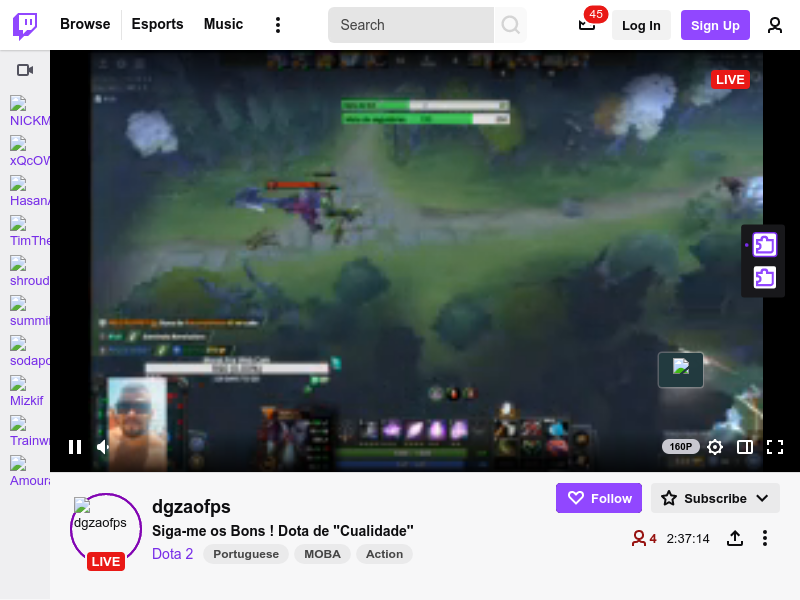 Browse
Esports
Music
Search
45
Log In
Sign Up
NICKM
xQcOW
HasanA
TimThe
shroud
summit
sodapo
Mizkif
Trainw
Amoura
LIVE
160P
dgzaofps
LIVE
dgzaofps
Siga-me os Bons ! Dota de "Cualidade"
Dota 2
Portuguese
MOBA
Action
Follow
Subscribe
4
2:37:14